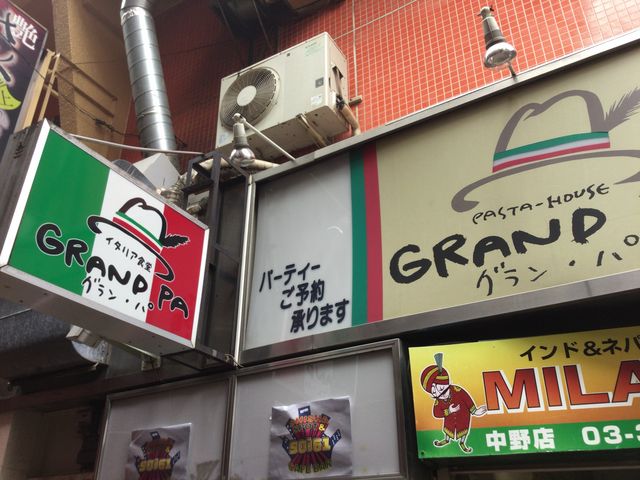 艶
イタリア食堂
GRAND.PA
グラン・パ
パーティー
ご予約
承ります
PASTA-HOUSE
GRAND
グラン・パ
インド&ネパ
MILA
中野店 03-3